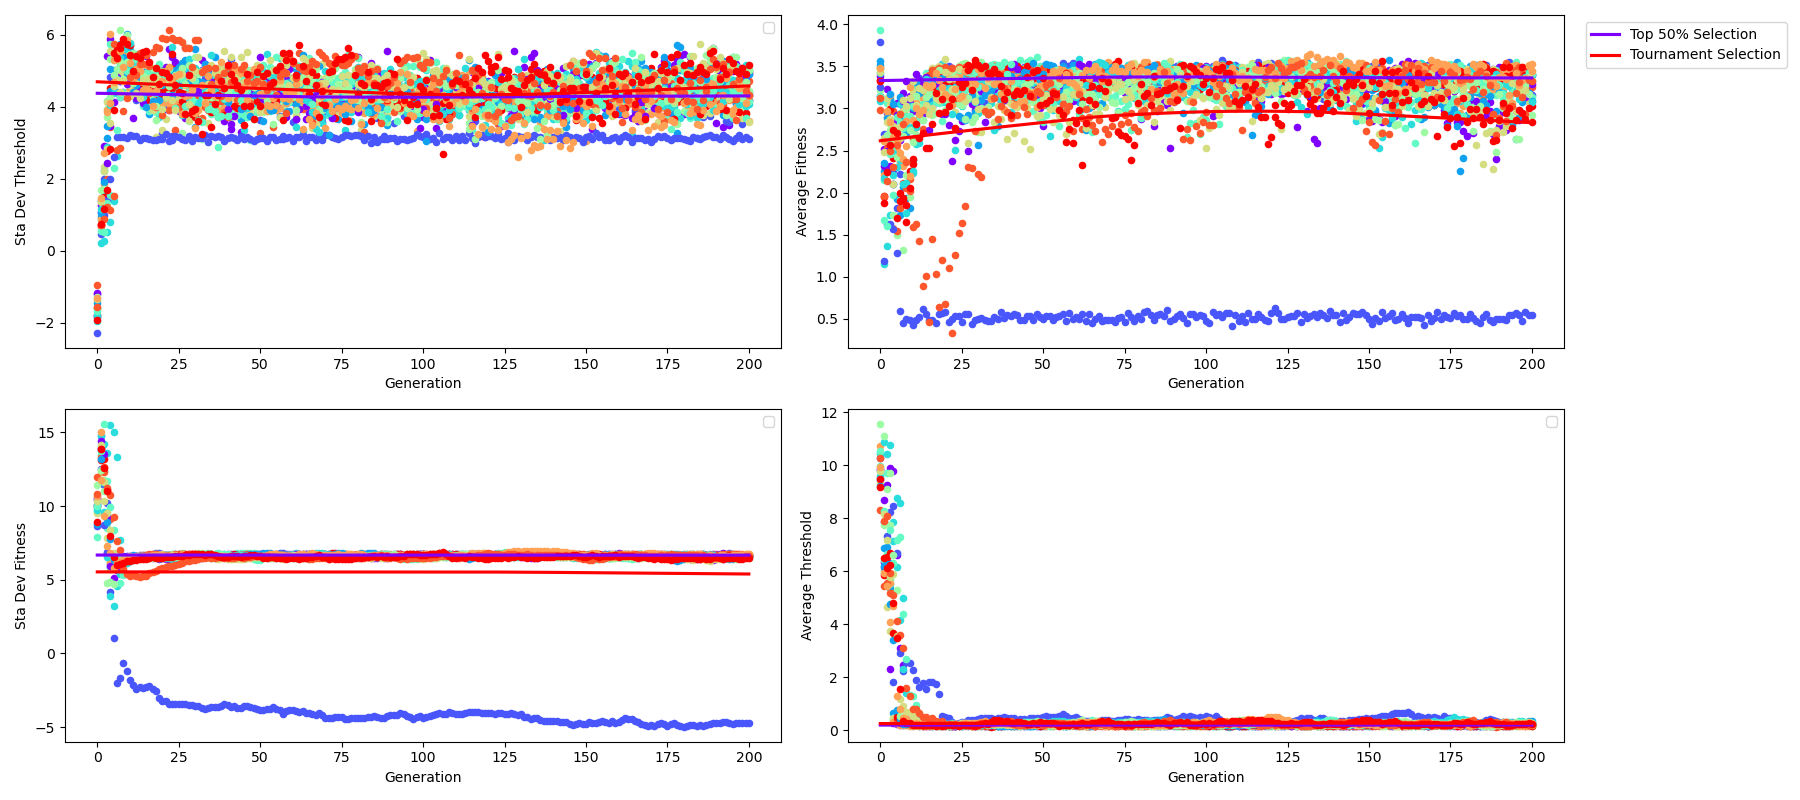 6
4
2
0
−2
0 25 50 75 100 125 150 175 200
Generation
Sta Dev Threshold
4.0
3.5
3.0
2.5
2.0
1.5
1.0
0.5
0 25 50 75 100 125 150 175 200
Generation
Average Fitness
Top 50% Selection
Tournament Selection
15
10
5
0
−5
0 25 50 75 100 125 150 175 200
Generation
Sta Dev Fitness
12
10
8
6
4
2
0
0 25 50 75 100 125 150 175 200
Generation
Average Threshold